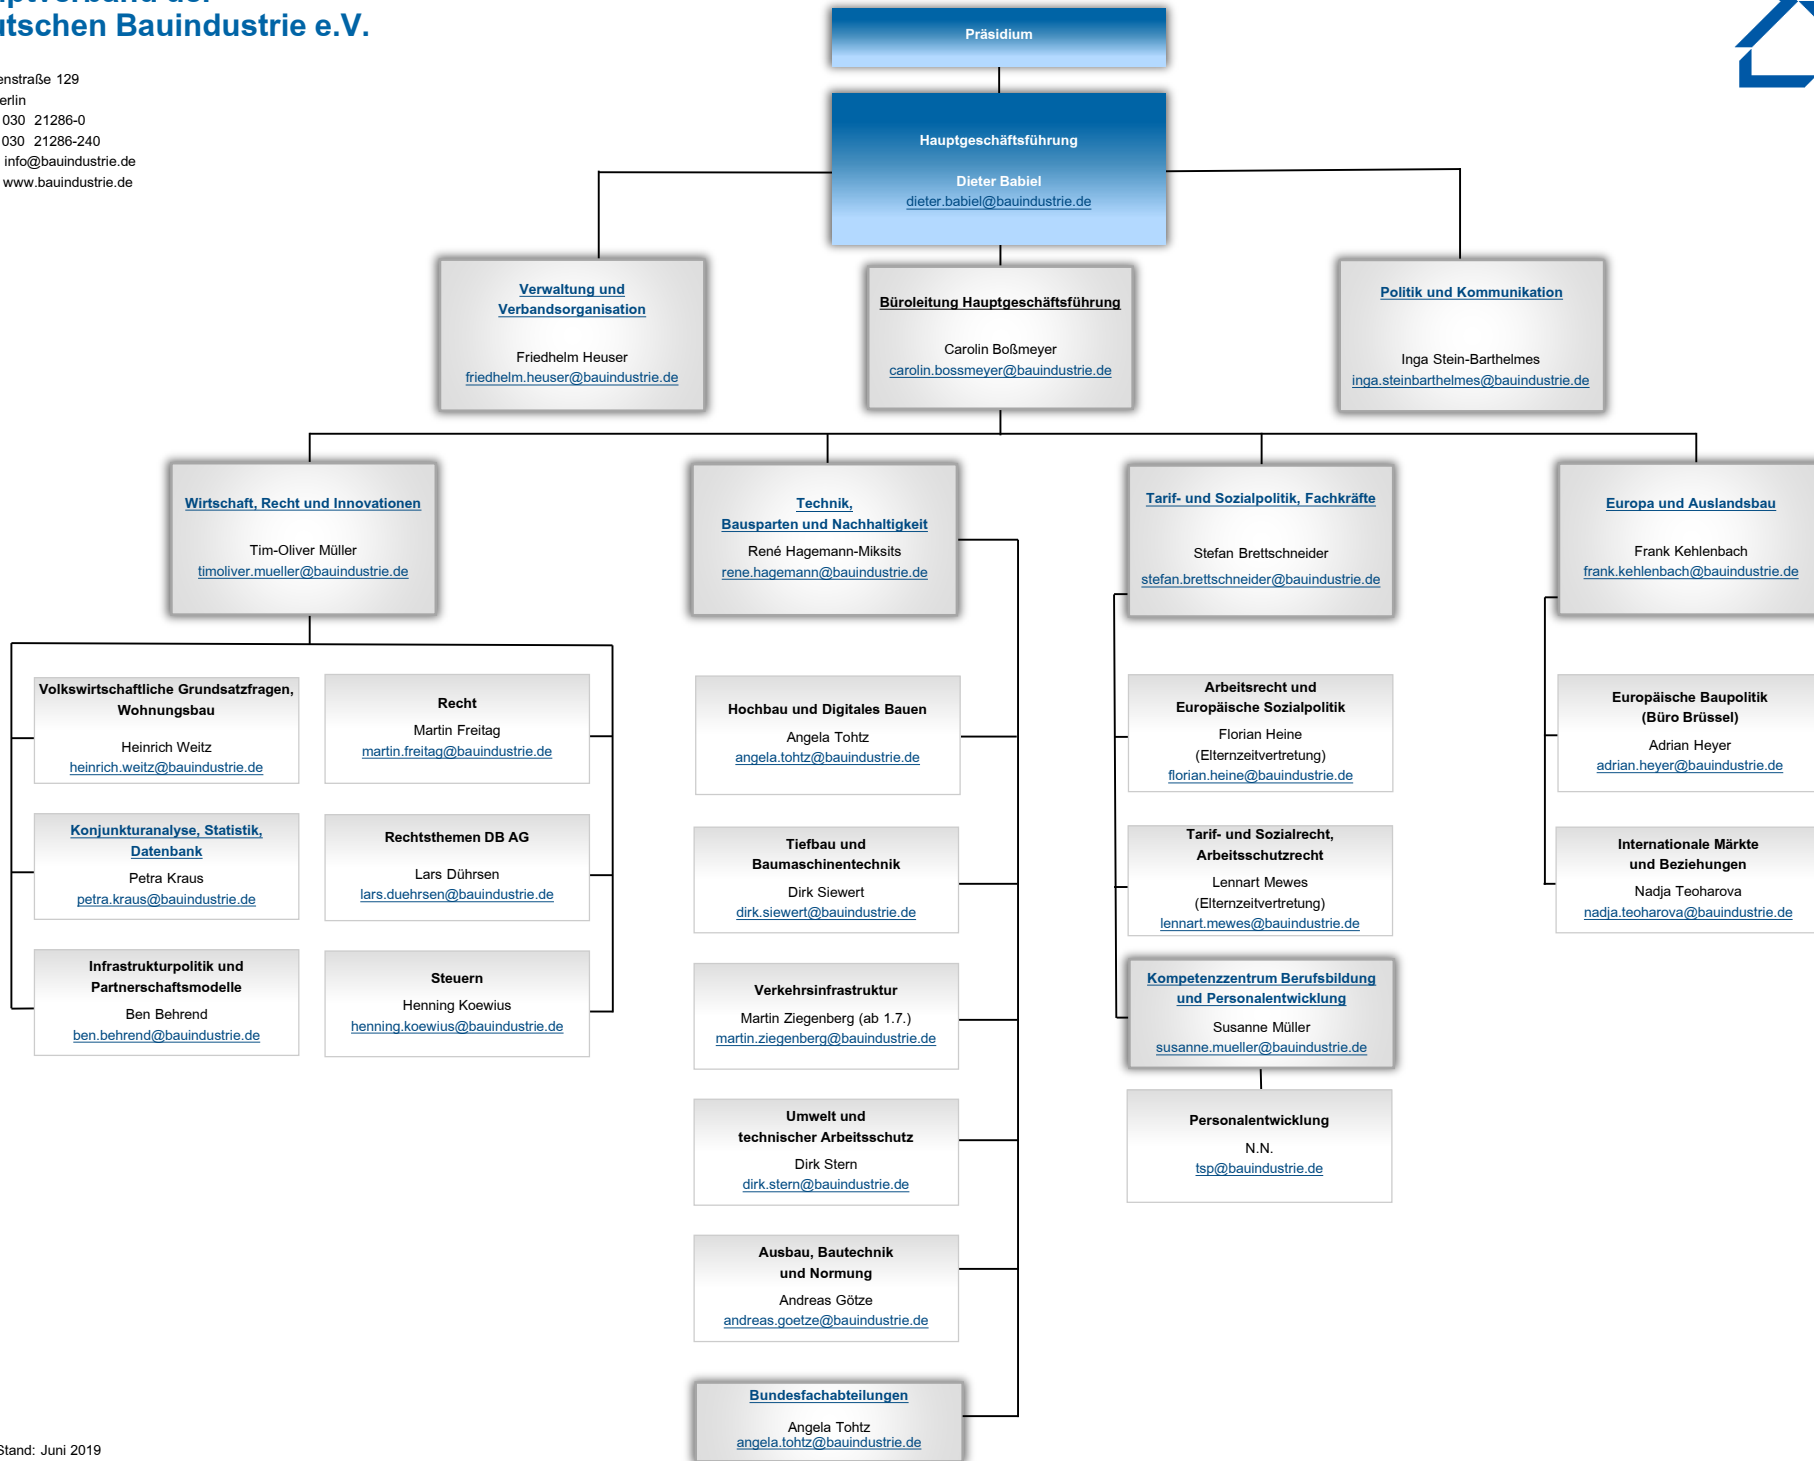 utschen Bauindustrie e.V.
enstraße 129
erlin
030 21286-0
030 21286-240
info@bauindustrie.de
www.bauindustrie.de
Präsidium
Hauptgeschäftsführung
Dieter Babiel
dieter.babiel@bauindustrie.de
Verwaltung und
Verbandsorganisation
Friedhelm Heuser
friedhelm.heuser@bauindustrie.de
Büroleitung Hauptgeschäftsführung
Carolin Boßmeyer
carolin.bossmeyer@bauindustrie.de
Politik und Kommunikation
Inga Stein-Barthelmes
inga.steinbarthelmes@bauindustrie.de
Wirtschaft, Recht und Innovationen
Tim-Oliver Müller
timoliver.mueller@bauindustrie.de
Technik,
Bausparten und Nachhaltigkeit
René Hagemann-Miksits
rene.hagemann@bauindustrie.de
Tarif- und Sozialpolitik, Fachkräfte
Stefan Brettschneider
stefan.brettschneider@bauindustrie.de
Europa und Auslandsbau
Frank Kehlenbach
frank.kehlenbach@bauindustrie.de
Volkswirtschaftliche Grundsatzfragen,
Wohnungsbau
Heinrich Weitz
heinrich.weitz@bauindustrie.de
Recht
Martin Freitag
martin.freitag@bauindustrie.de
Konjunkturanalyse, Statistik,
Datenbank
Petra Kraus
petra.kraus@bauindustrie.de
Rechtsthemen DB AG
Lars Dührsen
lars.duehrsen@bauindustrie.de
Infrastrukturpolitik und
Partnerschaftsmodelle
Ben Behrend
ben.behrend@bauindustrie.de
Steuern
Henning Koewius
henning.koewius@bauindustrie.de
Hochbau und Digitales Bauen
Angela Tohtz
angela.tohtz@bauindustrie.de
Tiefbau und
Baumaschinentechnik
Dirk Siewert
dirk.siewert@bauindustrie.de
Verkehrsinfrastruktur
Martin Ziegenberg (ab 1.7.)
martin.ziegenberg@bauindustrie.de
Umwelt und
technischer Arbeitsschutz
Dirk Stern
dirk.stern@bauindustrie.de
Ausbau, Bautechnik
und Normung
Andreas Götze
andreas.goetze@bauindustrie.de
Bundesfachabteilungen
Angela Tohtz
angela.tohtz@bauindustrie.de
Arbeitsrecht und
Europäische Sozialpolitik
Florian Heine
(Elternzeitvertretung)
florian.heine@bauindustrie.de
Tarif- und Sozialrecht,
Arbeitsschutzrecht
Lennart Mewes
(Elternzeitvertretung)
lennart.mewes@bauindustrie.de
Kompetenzzentrum Berufsbildung
und Personalentwicklung
Susanne Müller
susanne.mueller@bauindustrie.de
Personalentwicklung
N.N.
tsp@bauindustrie.de
Europäische Baupolitik
(Büro Brüssel)
Adrian Heyer
adrian.heyer@bauindustrie.de
Internationale Märkte
und Beziehungen
Nadja Teoharova
nadja.teoharova@bauindustrie.de
Stand: Juni 2019